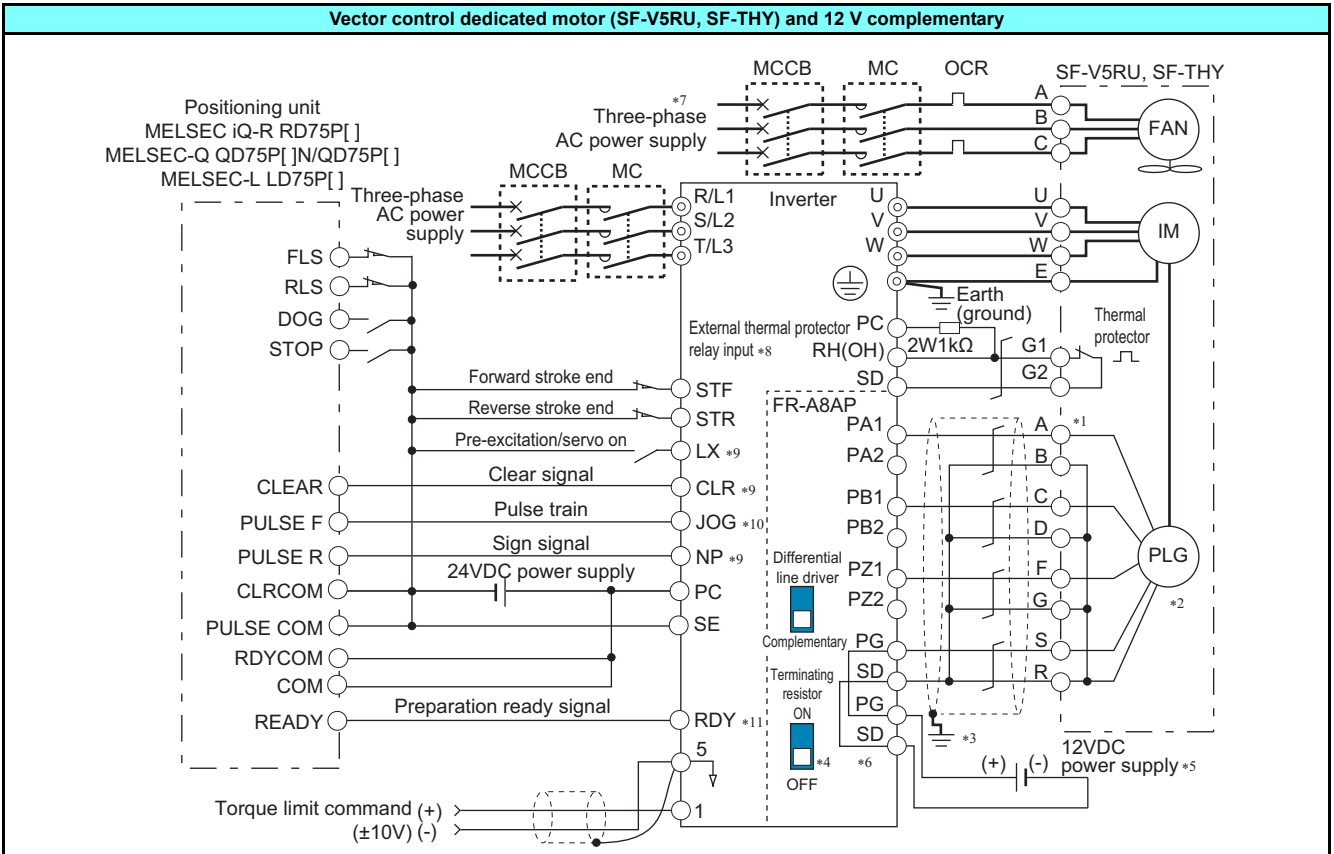 Vector control dedicated motor (SF-V5RU, SF-THY) and 12 V complementary
Positioning unit
MELSEC iQ-R RD75P[ ]
MELSEC-Q QD75P[ ]N/QD75P[ ]
MELSEC-L LD75P[ ]
MCCB
MC
OCR
SF-V5RU, SF-THY
*7
Three-phase
AC power supply
A
B
C
FAN
MCCB
MC
Three-phase
AC power
supply
R/L1
S/L2
T/L3
Inverter
U
V
W
U
V
W
E
IM
Earth
(ground)
FLS
RLS
DOG
STOP
External thermal protector
relay input *8
PC
RH(OH)
SD
2W1kΩ
G1
G2
Thermal
protector
Forward stroke end
STF
Reverse stroke end
STR
Pre-excitation/servo on
LX *9
CLEAR
Clear signal
CLR *9
PULSE F
Pulse train
JOG *10
PULSE R
Sign signal
NP *9
CLRCOM
24VDC power supply
PC
PULSE COM
SE
RDYCOM
COM
READY
Preparation ready signal
RDY *11
5
Torque limit command (+)
(±10V) (-)
1
FR-A8AP
PA1
PA2
PB1
PB2
PZ1
PZ2
PG
SD
PG
SD
Differential
line driver
Complementary
Terminating
resistor
ON
*4
OFF
*6
A *1
B
C
D
F
G
S
R
PLG
*2
*3
(+) (-)
12VDC
power supply *5